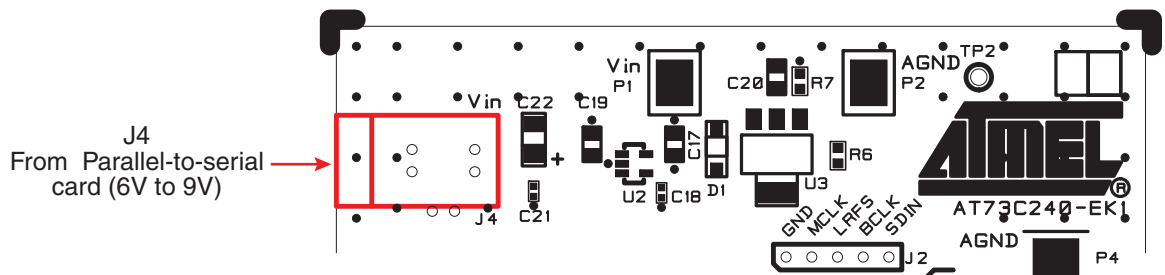 J4
From Parallel-to-serial
card (6V to 9V)
Vin
P1
C20
R7
P2
AGND
TP2
Vin
C22
C19
C17
D1
U3
R6
ATMEL
®
C21
U2
C18
J4
GND
MCLK
LRFS
BCLK
SDIN
J2
AT73C240-EK1
AGND
P4